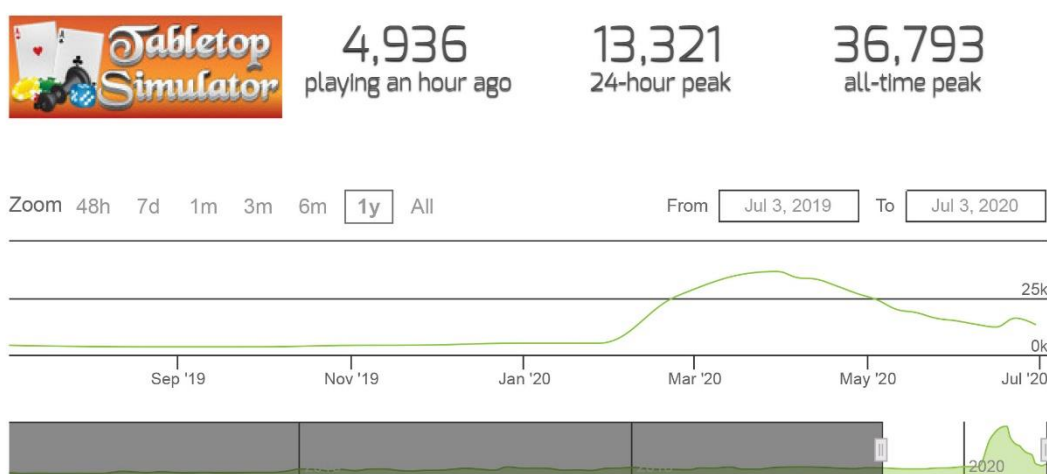 Tabletop
Simulator
4,936
playing an hour ago
13,321
24-hour peak
36,793
all-time peak
Zoom 48h 7d 1m 3m 6m 1y All
From Jul 3, 2019 To Jul 3, 2020
25k
0k
Sep '19 Nov '19 Jan '20 Mar '20 May '20 Jul '20
2020